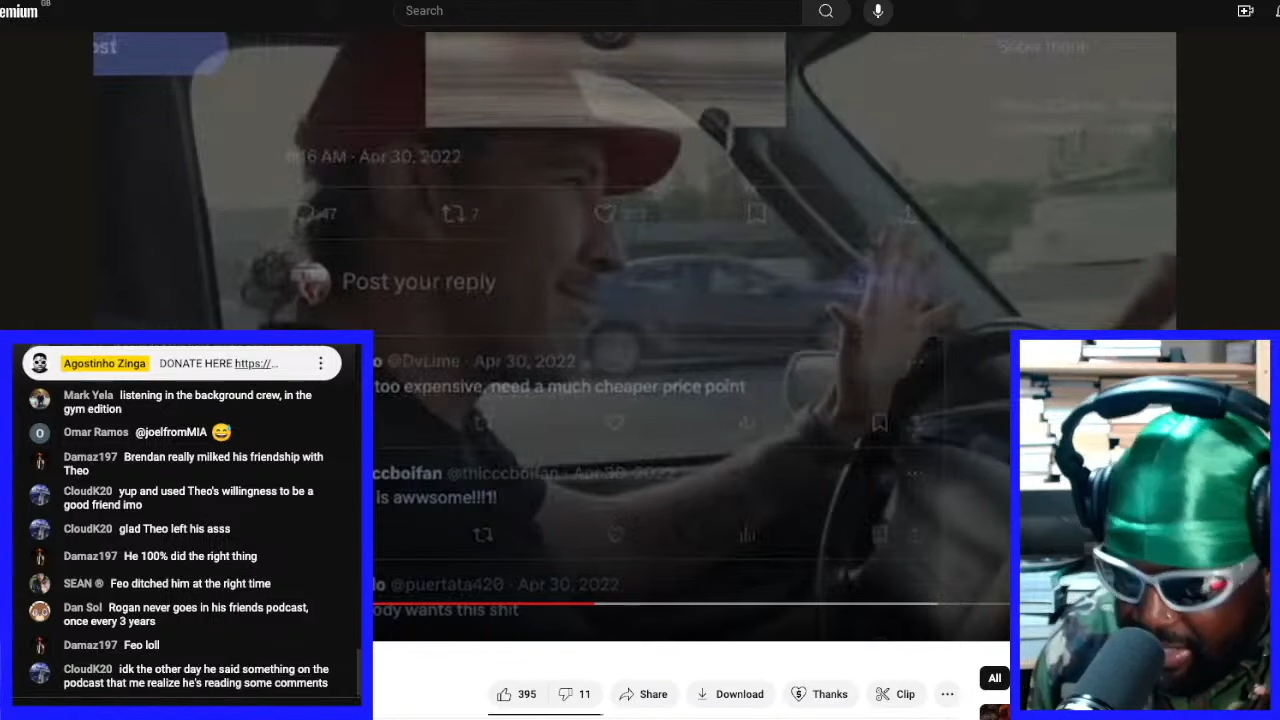 emium GB
Search
ost
Show more
6:16 AM · Apr 30, 2022
47
7
Post your reply
o @DvLime · Apr 30, 2022
too expensive, need a much cheaper price point
ccboifan @thicccboifan · Apr 30, 2022
is awwsome!!!1!
lo @puertata420 · Apr 30, 2022
ody wants this shit
Agostinho Zinga DONATE HERE https://...
Mark Yela listening in the background crew, in the
gym edition
O
Omar Ramos @joelfromMIA
Damaz197 Brendan really milked his friendship with
Theo
CloudK20 yup and used Theo's willingness to be a
good friend imo
CloudK20 glad Theo left his asss
Damaz197 He 100% did the right thing
SEAN ® Feo ditched him at the right time
Dan Sol Rogan never goes in his friends podcast,
once every 3 years
Damaz197 Feo loll
CloudK20 idk the other day he said something on the
podcast that me realize he's reading some comments
395
11
Share
Download
Thanks
Clip
All